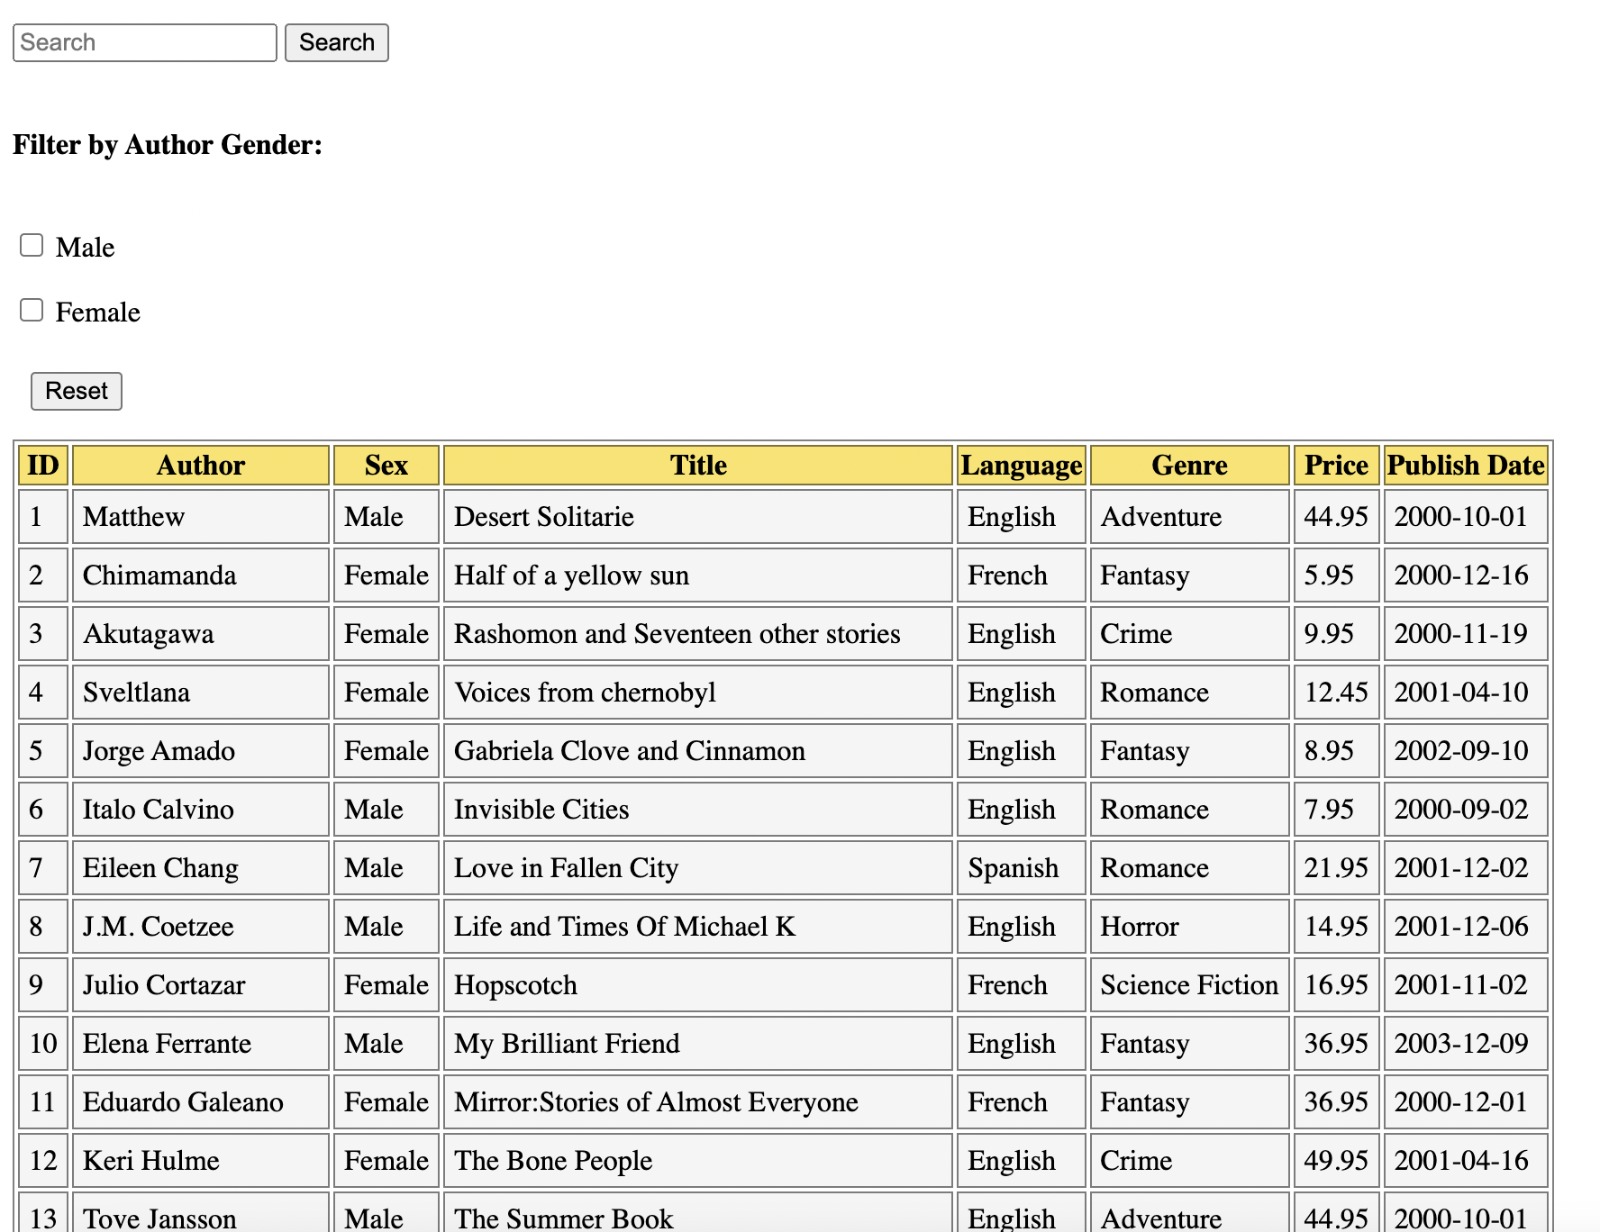 Search Search
Filter by Author Gender:
Male
Female
Reset
ID Author Sex Title Language Genre Price Publish Date
1 Matthew Male Desert Solitarie English Adventure 44.95 2000-10-01
2 Chimamanda Female Half of a yellow sun French Fantasy 5.95 2000-12-16
3 Akutagawa Female Rashomon and Seventeen other stories English Crime 9.95 2000-11-19
4 Sveltlana Female Voices from chernobyl English Romance 12.45 2001-04-10
5 Jorge Amado Female Gabriela Clove and Cinnamon English Fantasy 8.95 2002-09-10
6 Italo Calvino Male Invisible Cities English Romance 7.95 2000-09-02
7 Eileen Chang Male Love in Fallen City Spanish Romance 21.95 2001-12-02
8 J.M. Coetzee Male Life and Times Of Michael K English Horror 14.95 2001-12-06
9 Julio Cortazar Female Hopscotch French Science Fiction 16.95 2001-11-02
10 Elena Ferrante Male My Brilliant Friend English Fantasy 36.95 2003-12-09
11 Eduardo Galeano Female Mirror:Stories of Almost Everyone French Fantasy 36.95 2000-12-01
12 Keri Hulme Female The Bone People English Crime 49.95 2001-04-16
13 Tove Jansson Male The Summer Book English Adventure 44.95 2000-10-01